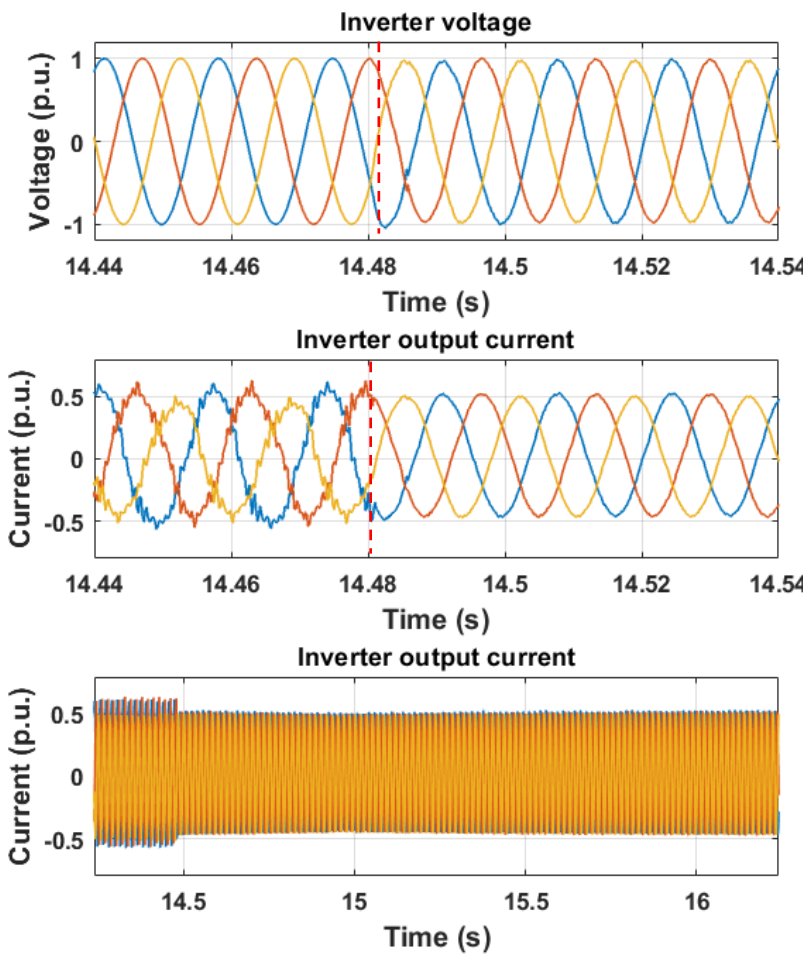 Inverter voltage
Voltage (p.u.)
1
0
-1
14.44 14.46 14.48 14.5 14.52 14.54
Time (s)
Inverter output current
Current (p.u.)
0.5
0
-0.5
14.44 14.46 14.48 14.5 14.52 14.54
Time (s)
Inverter output current
Current (p.u.)
0.5
0
-0.5
14.5 15 15.5 16
Time (s)